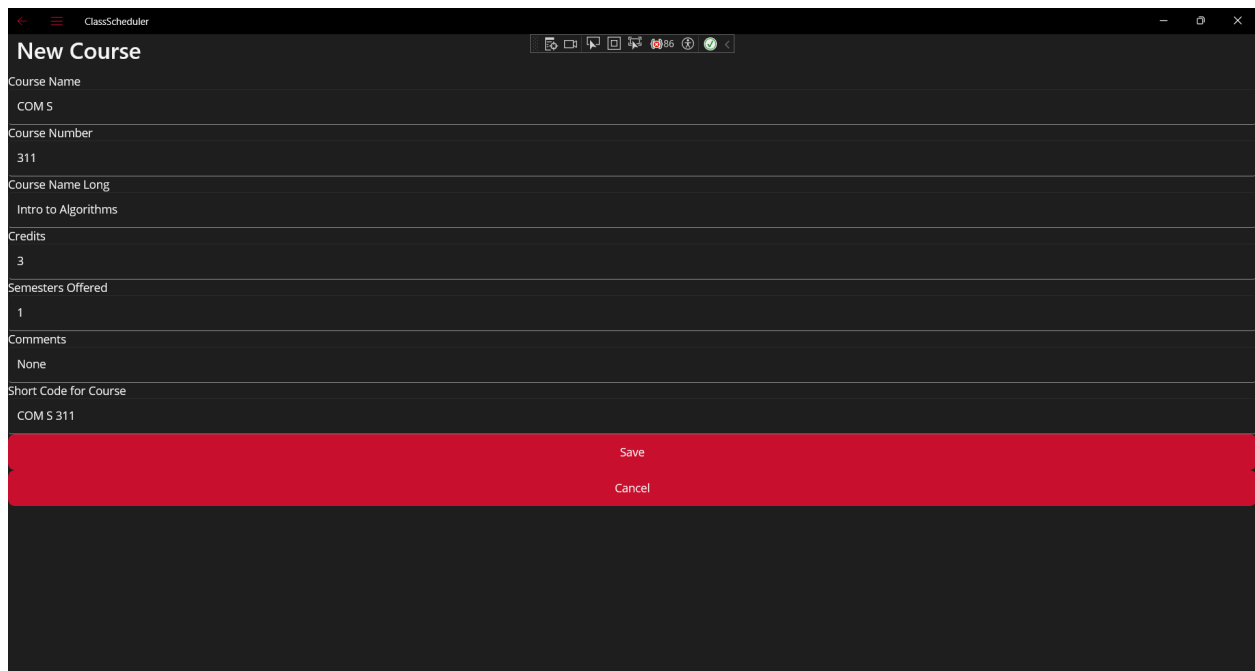 ClassScheduler
New Course
86
Course Name
COM S
Course Number
311
Course Name Long
Intro to Algorithms
Credits
3
Semesters Offered
1
Comments
None
Short Code for Course
COM S 311
Save
Cancel